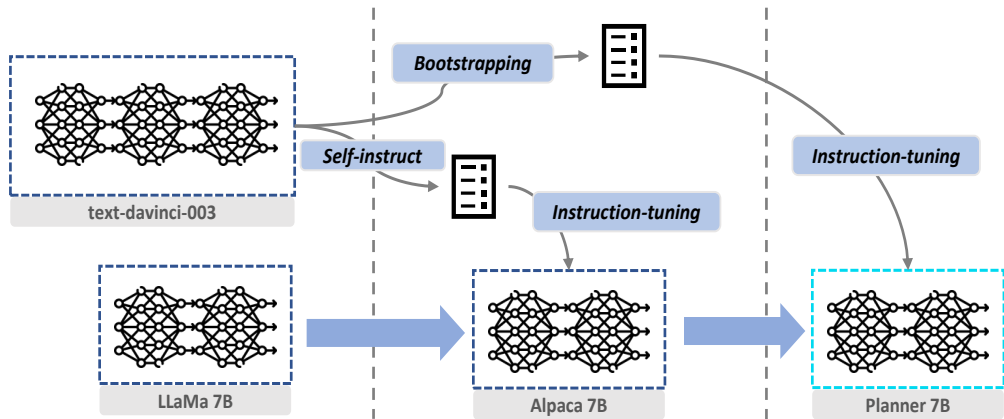 Bootstrapping
Self-instruct
Instruction-tuning
Instruction-tuning
text-davinci-003
LLaMa 7B
Alpaca 7B
Planner 7B